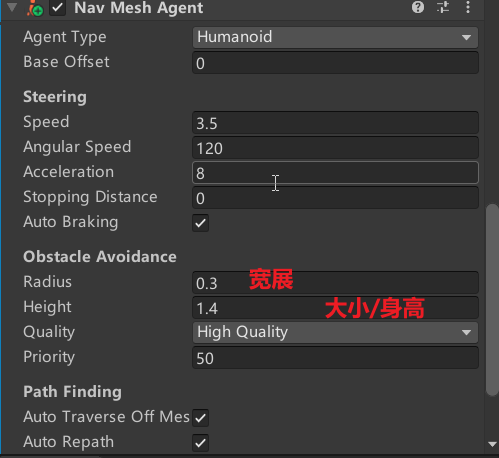 Nav Mesh Agent
Agent Type Humanoid
Base Offset 0
Steering
Speed 3.5
Angular Speed 120
Acceleration 8
Stopping Distance 0
Auto Braking
Obstacle Avoidance
Radius 0.3 宽展
Height 1.4 大小/身高
Quality High Quality
Priority 50
Path Finding
Auto Traverse Off Mes
Auto Repath